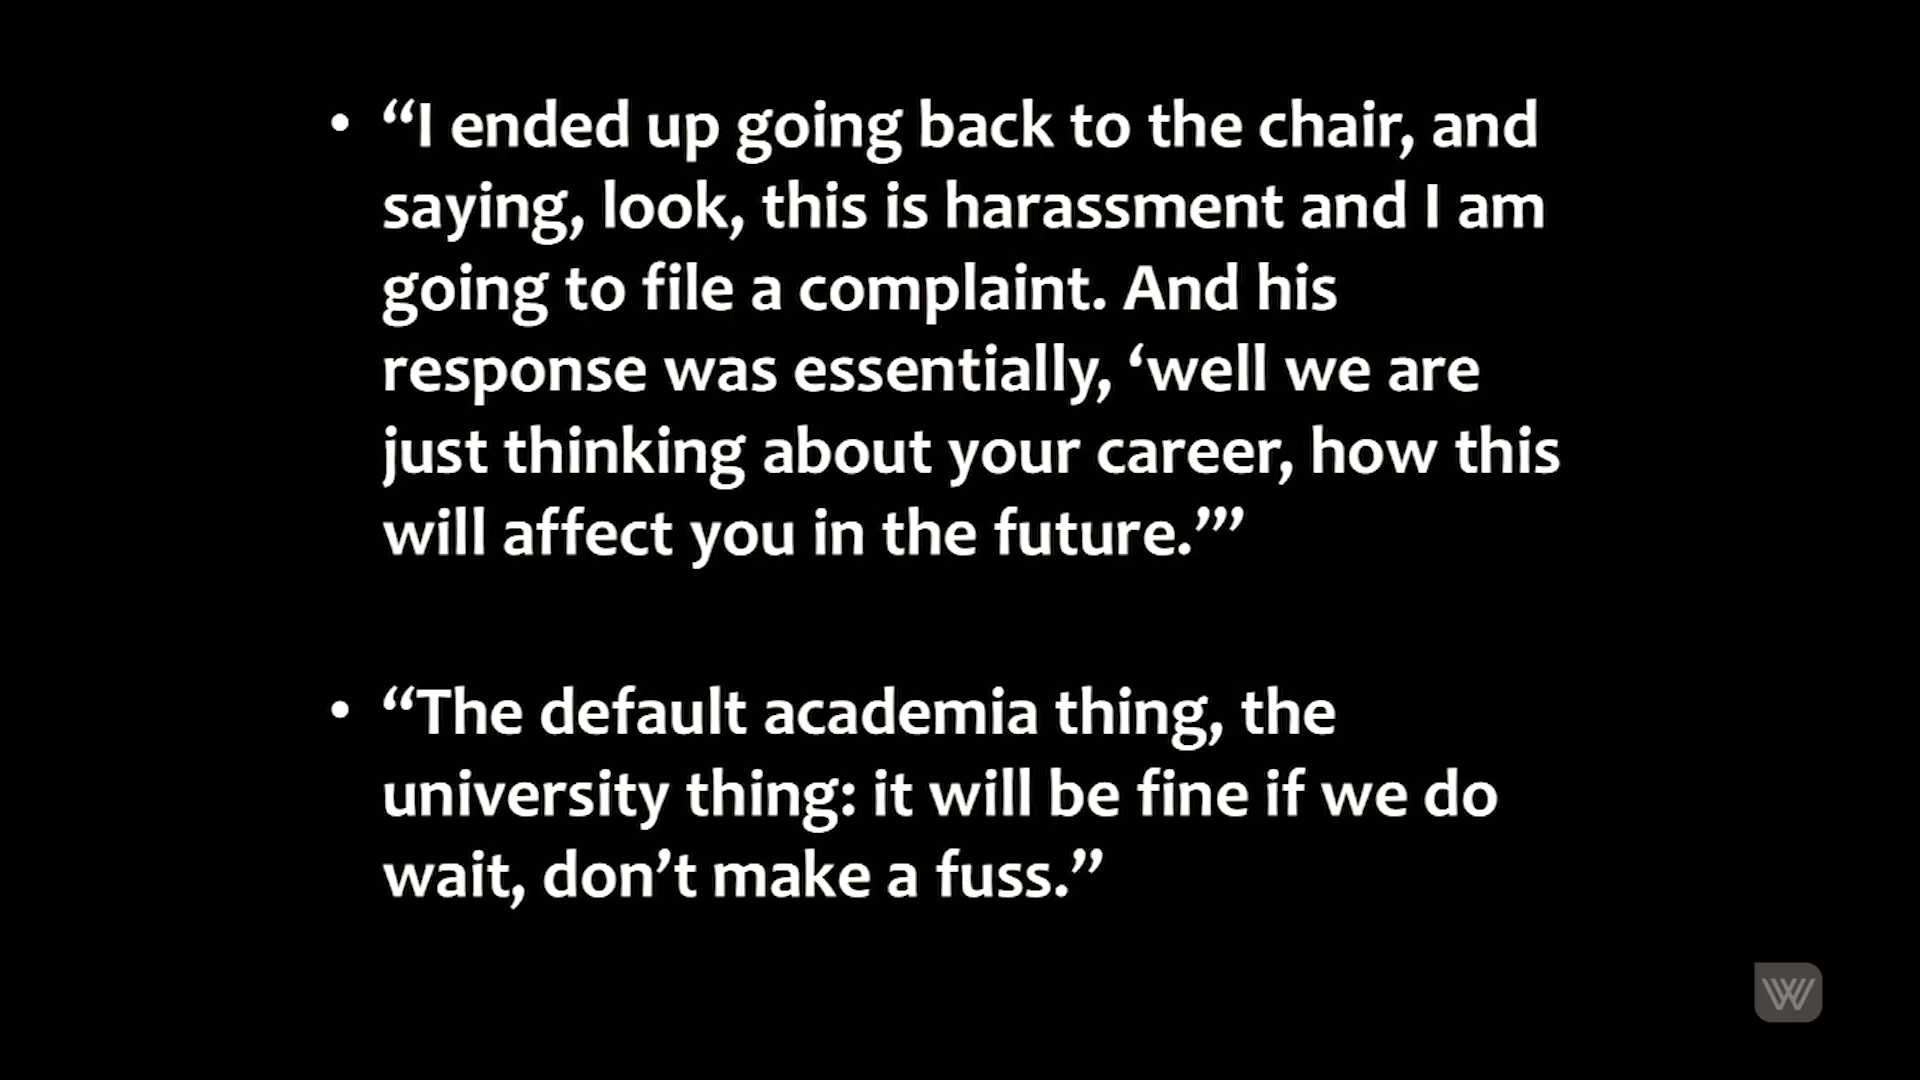 • “I ended up going back to the chair, and
saying, look, this is harassment and I am
going to file a complaint. And his
response was essentially, ‘well we are
just thinking about your career, how this
will affect you in the future.’”
• “The default academia thing, the
university thing: it will be fine if we do
wait, don’t make a fuss.”
W